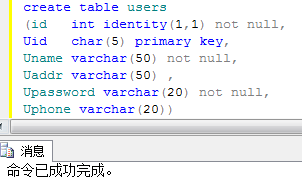 create table users
(id   int identity(1,1) not null,
Uid   char(5) primary key,
Uname varchar(50) not null,
Uaddr varchar(50) ,
Upassword varchar(20) not null,
Uphone varchar(20))
消息
命令已成功完成。